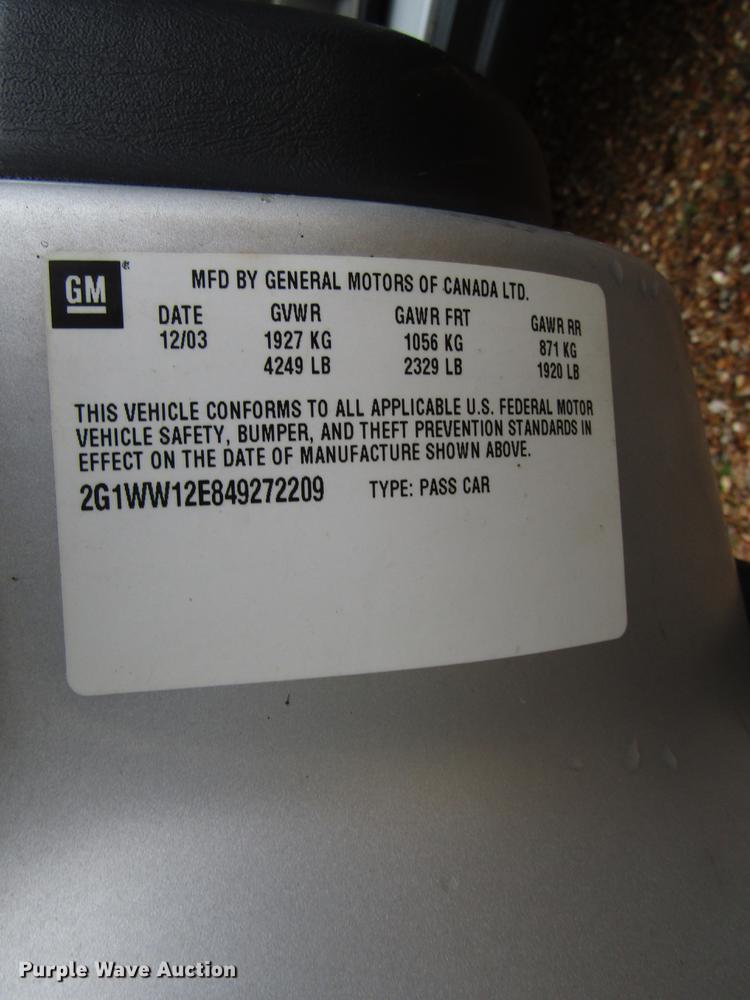 GM®
MFD BY GENERAL MOTORS OF CANADA LTD.
DATE GVWR GAWR FRT GAWR RR
12/03 1927 KG 1056 KG 871 KG
4249 LB 2329 LB 1920 LB
THIS VEHICLE CONFORMS TO ALL APPLICABLE U.S. FEDERAL MOTOR
VEHICLE SAFETY, BUMPER, AND THEFT PREVENTION STANDARDS IN
EFFECT ON THE DATE OF MANUFACTURE SHOWN ABOVE.
2G1WW12E849272209 TYPE: PASS CAR
Purple Wave Auction